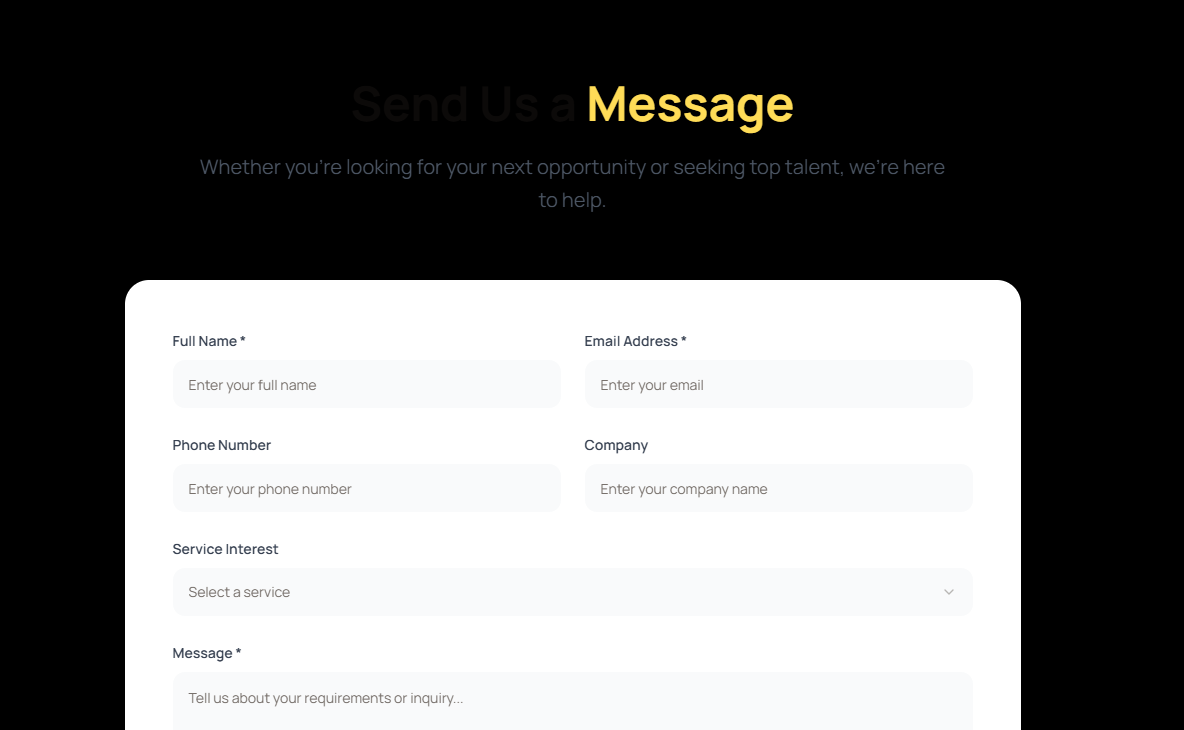 Send Us a Message
Whether you're looking for your next opportunity or seeking top talent, we're here
to help.
Full Name *
Email Address *
Enter your full name
Enter your email
Phone Number
Company
Enter your phone number
Enter your company name
Service Interest
Select a service
Message *
Tell us about your requirements or inquiry...